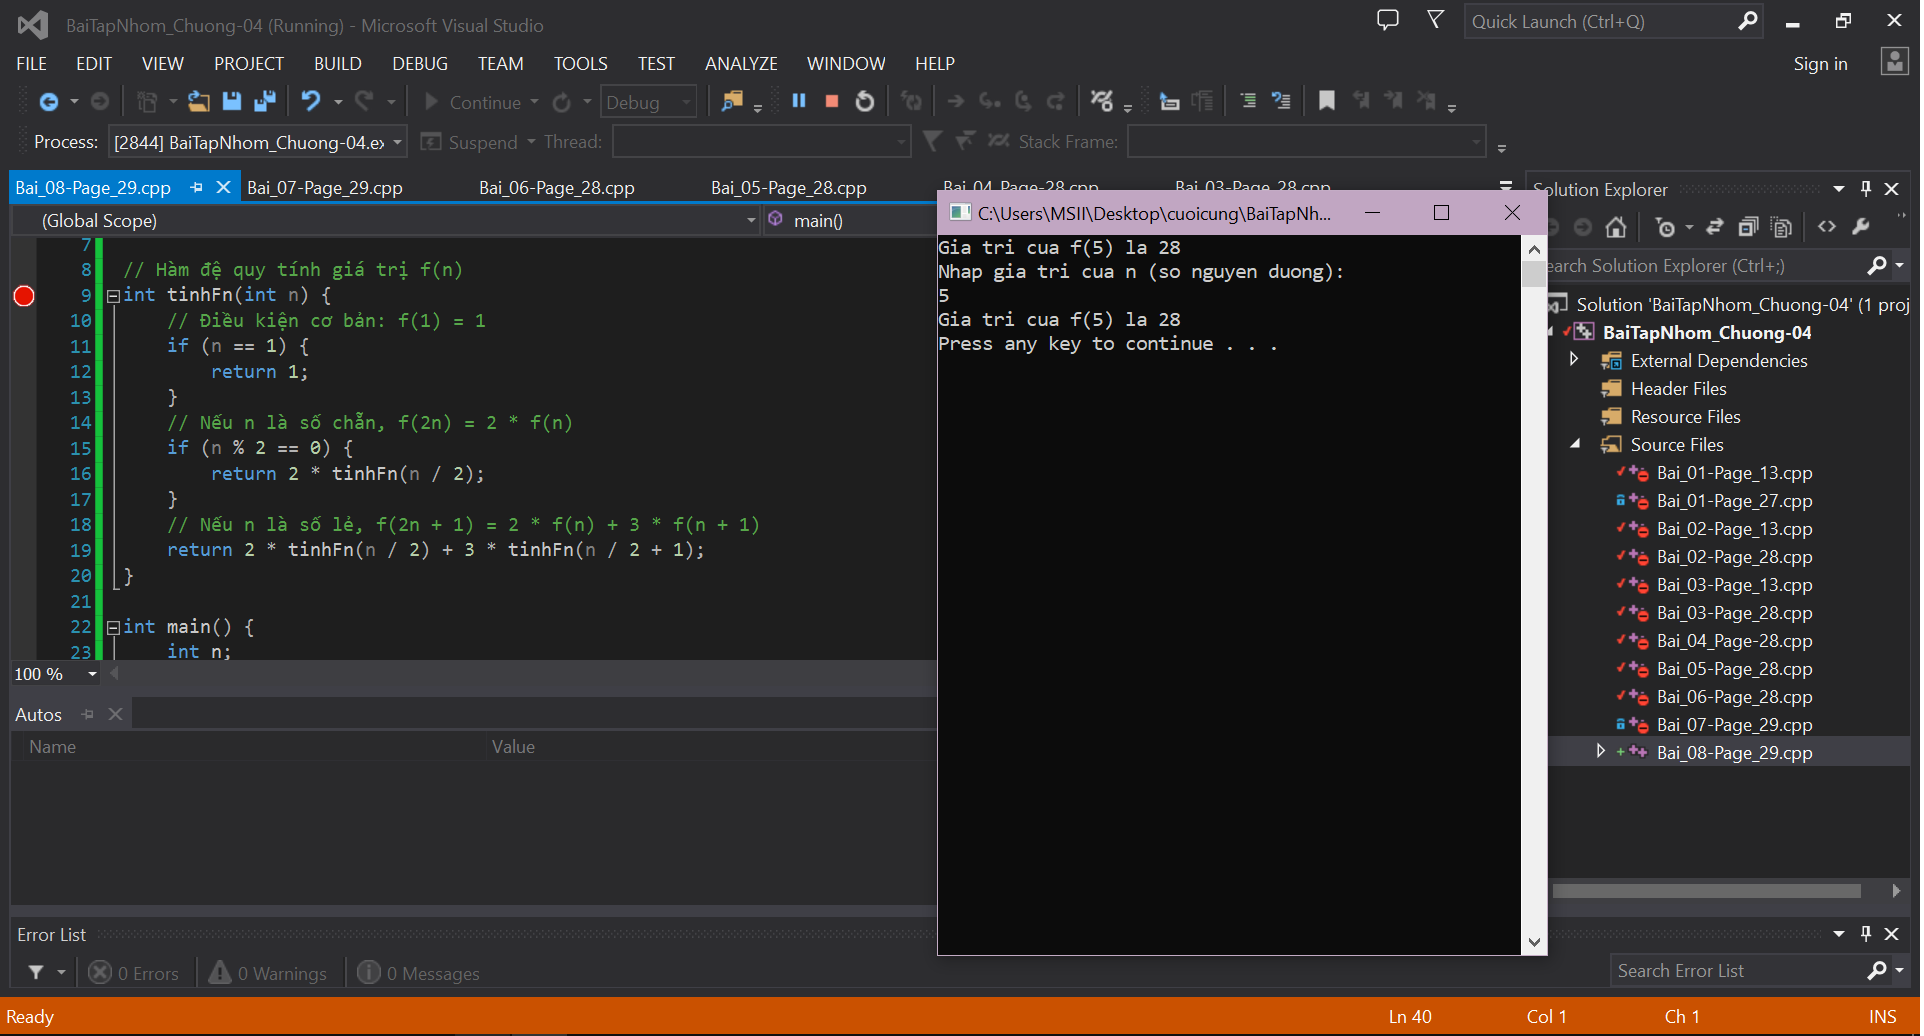 BaiTapNhom_Chuong-04 (Running) - Microsoft Visual Studio
Quick Launch (Ctrl+Q)
FILE EDIT VIEW PROJECT BUILD DEBUG TEAM TOOLS TEST ANALYZE WINDOW HELP
Sign in
Continue Debug
Process: [2844] BaiTapNhom_Chuong-04.ex Suspend Thread: Stack Frame:
Bai_08-Page_29.cpp Bai_07-Page_29.cpp Bai_06-Page_28.cpp Bai_05-Page_28.cpp Bai_04_Page-28.cpp Bai_03-Page_28.cpp
(Global Scope) main()
7
8 // Hàm đệ quy tính giá trị f(n)
9 int tinhFn(int n) {
10 // Điều kiện cơ bản: f(1) = 1
11 if (n == 1) {
12 return 1;
13 }
14 // Nếu n là số chẵn, f(2n) = 2 * f(n)
15 if (n % 2 == 0) {
16 return 2 * tinhFn(n / 2);
17 }
18 // Nếu n là số lẻ, f(2n + 1) = 2 * f(n) + 3 * f(n + 1)
19 return 2 * tinhFn(n / 2) + 3 * tinhFn(n / 2 + 1);
20 }
21
22 int main() {
23 int n;
100 %
Autos
Name Value
C:\Users\MSII\Desktop\cuoicung\BaiTapNh...
Gia tri cua f(5) la 28
Nhap gia tri cua n (so nguyen duong):
5
Gia tri cua f(5) la 28
Press any key to continue . . .
Solution Explorer
earch Solution Explorer (Ctrl+;)
Solution 'BaiTapNhom_Chuong-04' (1 proj
BaiTapNhom_Chuong-04
External Dependencies
Header Files
Resource Files
Source Files
Bai_01-Page_13.cpp
Bai_01-Page_27.cpp
Bai_02-Page_13.cpp
Bai_02-Page_28.cpp
Bai_03-Page_13.cpp
Bai_03-Page_28.cpp
Bai_04_Page-28.cpp
Bai_05-Page_28.cpp
Bai_06-Page_28.cpp
Bai_07-Page_29.cpp
Bai_08-Page_29.cpp
Error List
0 Errors 0 Warnings 0 Messages
Search Error List
Ready Ln 40 Col 1 Ch 1 INS